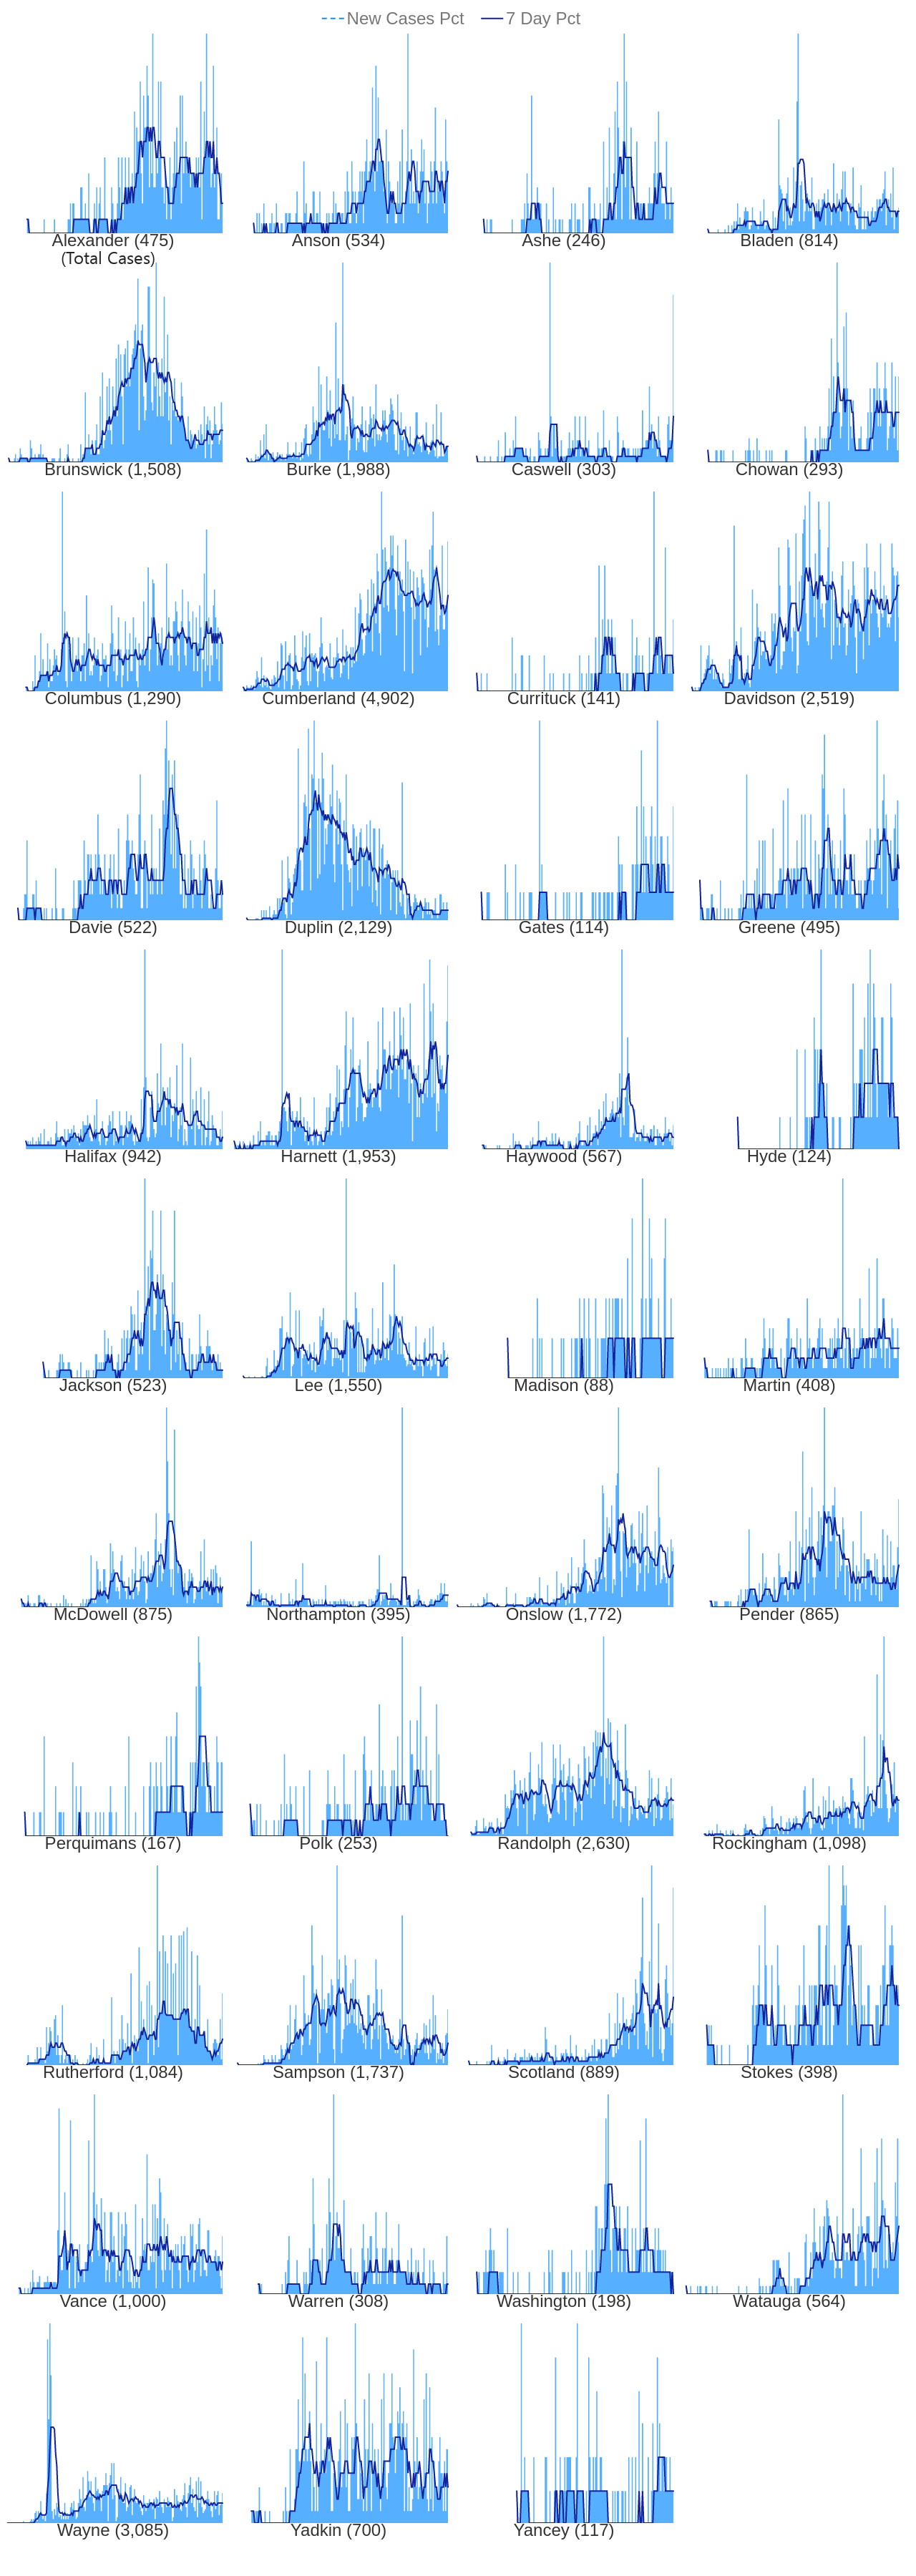 New Cases Pct 7 Day Pct
Alexander (475) Anson (534) Ashe (246) Bladen (814)
(Total Cases)
Brunswick (1,508) Burke (1,988) Caswell (303) Chowan (293)
Columbus (1,290) Cumberland (4,902) Currituck (141) Davidson (2,519)
Davie (522) Duplin (2,129) Gates (114) Greene (495)
Halifax (942) Harnett (1,953) Haywood (567) Hyde (124)
Jackson (523) Lee (1,550) Madison (88) Martin (408)
McDowell (875) Northampton (395) Onslow (1,772) Pender (865)
Perquimans (167) Polk (253) Randolph (2,630) Rockingham (1,098)
Rutherford (1,084) Sampson (1,737) Scotland (889) Stokes (398)
Vance (1,000) Warren (308) Washington (198) Watauga (564)
Wayne (3,085) Yadkin (700) Yancey (117)